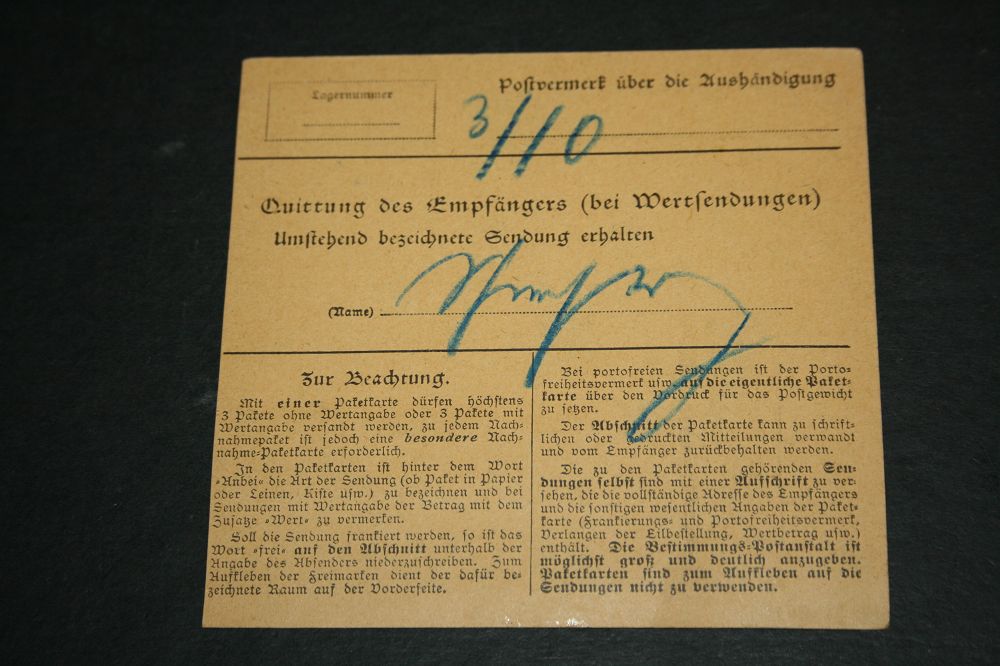 Lagernummer
Postvermerk über die Aushändigung
3/10
Quittung des Empfängers (bei Wertsendungen)
Umstehend bezeichnete Sendung erhalten
(Name)
Zur Beachtung.
Mit einer Paketkarte dürfen höchstens
3 Pakete ohne Wertangabe oder 3 Pakete mit
Wertangabe versandt werden, zu jedem Nach-
nahmepaket ist jedoch eine besondere Nach-
nahme-Paketkarte erforderlich.
In den Paketkarten ist hinter dem Wort
»Anbei« die Art der Sendung (ob Paket in Papier
oder Leinen, Kiste usw.) zu bezeichnen und bei
Sendungen mit Wertangabe der Betrag mit dem
Zusatze »Wert« zu vermerken.
Soll die Sendung frankiert werden, so ist das
Wort »frei« auf den Abschnitt unterhalb der
Angabe des Absenders niederzuschreiben. Zum
Aufkleben der Freimarken dient der dafür be-
zeichnete Raum auf der Vorderseite.
Bei portofreien Sendungen ist der Porto-
freiheitsvermerk usw. auf die eigentliche Paket-
karte über den Vordruck für das Postgewicht
zu setzen.
Der Abschnitt der Paketkarte kann zu schrift-
lichen oder gedruckten Mitteilungen verwandt
und vom Empfänger zurückbehalten werden.
Die zu den Paketkarten gehörenden Sen-
dungen selbst sind mit einer Aufschrift zu ver-
sehen, die die vollständige Adresse des Empfängers
und die sonstigen wesentlichen Angaben der Paket-
karte (Frankierungs- und Portofreiheitsvermerk,
Verlangen der Eilbestellung, Wertbetrag usw.)
enthält. Die Bestimmungs-Postanstalt ist
möglichst groß und deutlich anzugeben.
Paketkarten sind zum Aufkleben auf die
Sendungen nicht zu verwenden.